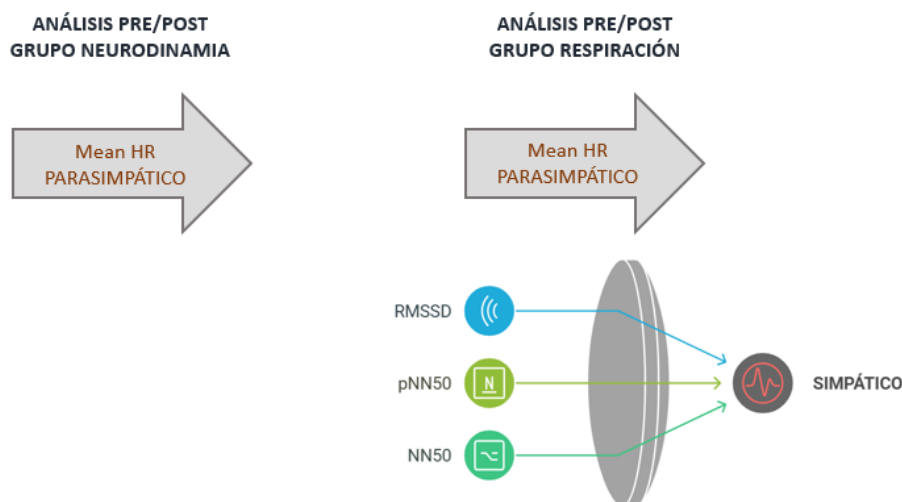 ANÁLISIS PRE/POST
GRUPO NEURODINAMIA
Mean HR
PARASIMPÁTICO
ANÁLISIS PRE/POST
GRUPO RESPIRACIÓN
Mean HR
PARASIMPÁTICO
RMSSD
pNN50
N
NN50
SIMPÁTICO